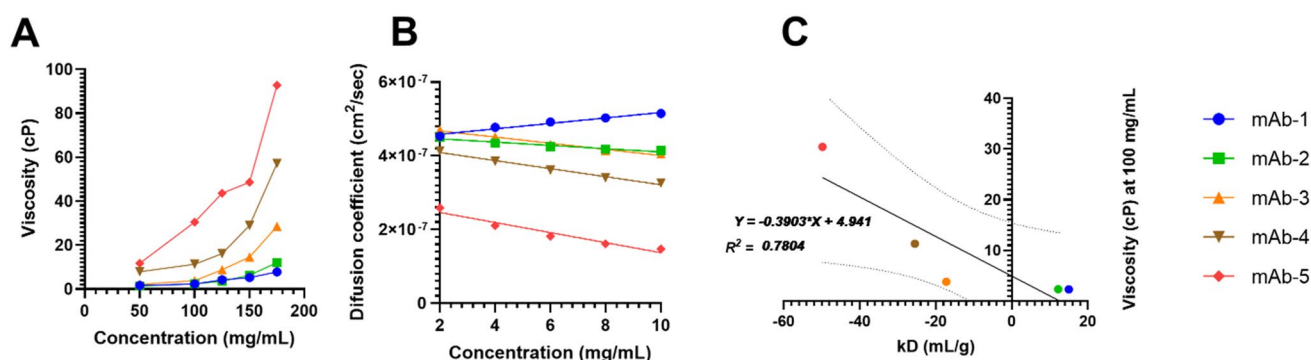 A
Viscosity (cP)
100
80
60
40
20
0
0 50 100 150 200
Concentration (mg/mL)
B
Difusion coefficient (cm²/sec)
6×10⁻⁷
4×10⁻⁷
2×10⁻⁷
0
2 4 6 8 10
Concentration (mg/mL)
C
Y = -0.3903*X + 4.941
R² = 0.7804
40
30
20
10
-60 -40 -20 0 20
kD (mL/g)
Viscosity (cP) at 100 mg/mL
mAb-1
mAb-2
mAb-3
mAb-4
mAb-5